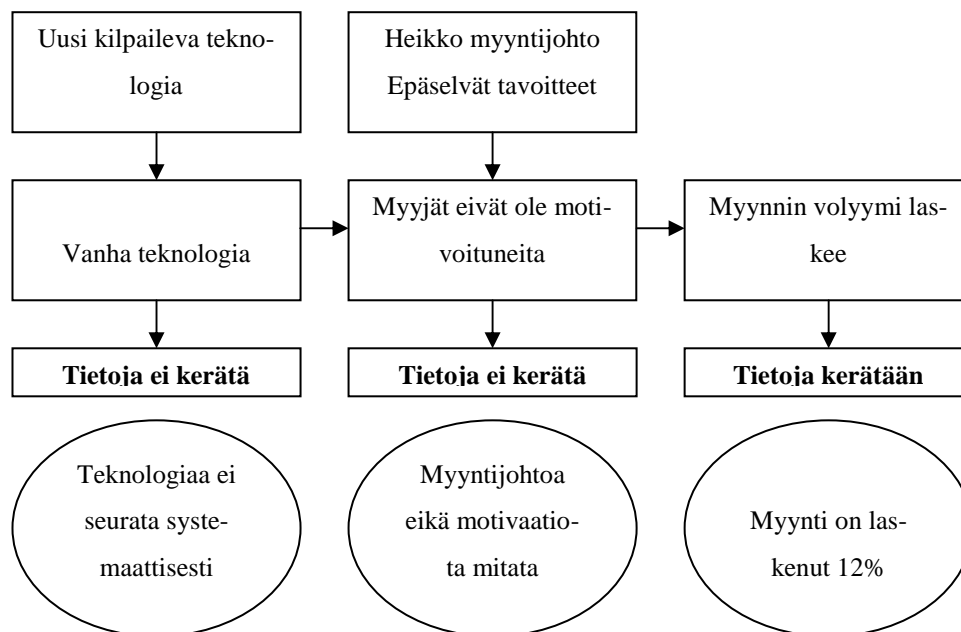 Uusi kilpaileva tekno-
logia
Heikko myyntijohto
Epäselvät tavoitteet
Vanha teknologia
Myyjät eivät ole moti-
voituneita
Myynnin volyymi las-
kee
Tietoja ei kerätä
Tietoja ei kerätä
Tietoja kerätään
Teknologiaa ei
seurata syste-
maattisesti
Myyntijohtoa
eikä motivaatio-
ta mitata
Myynti on las-
kenut 12%